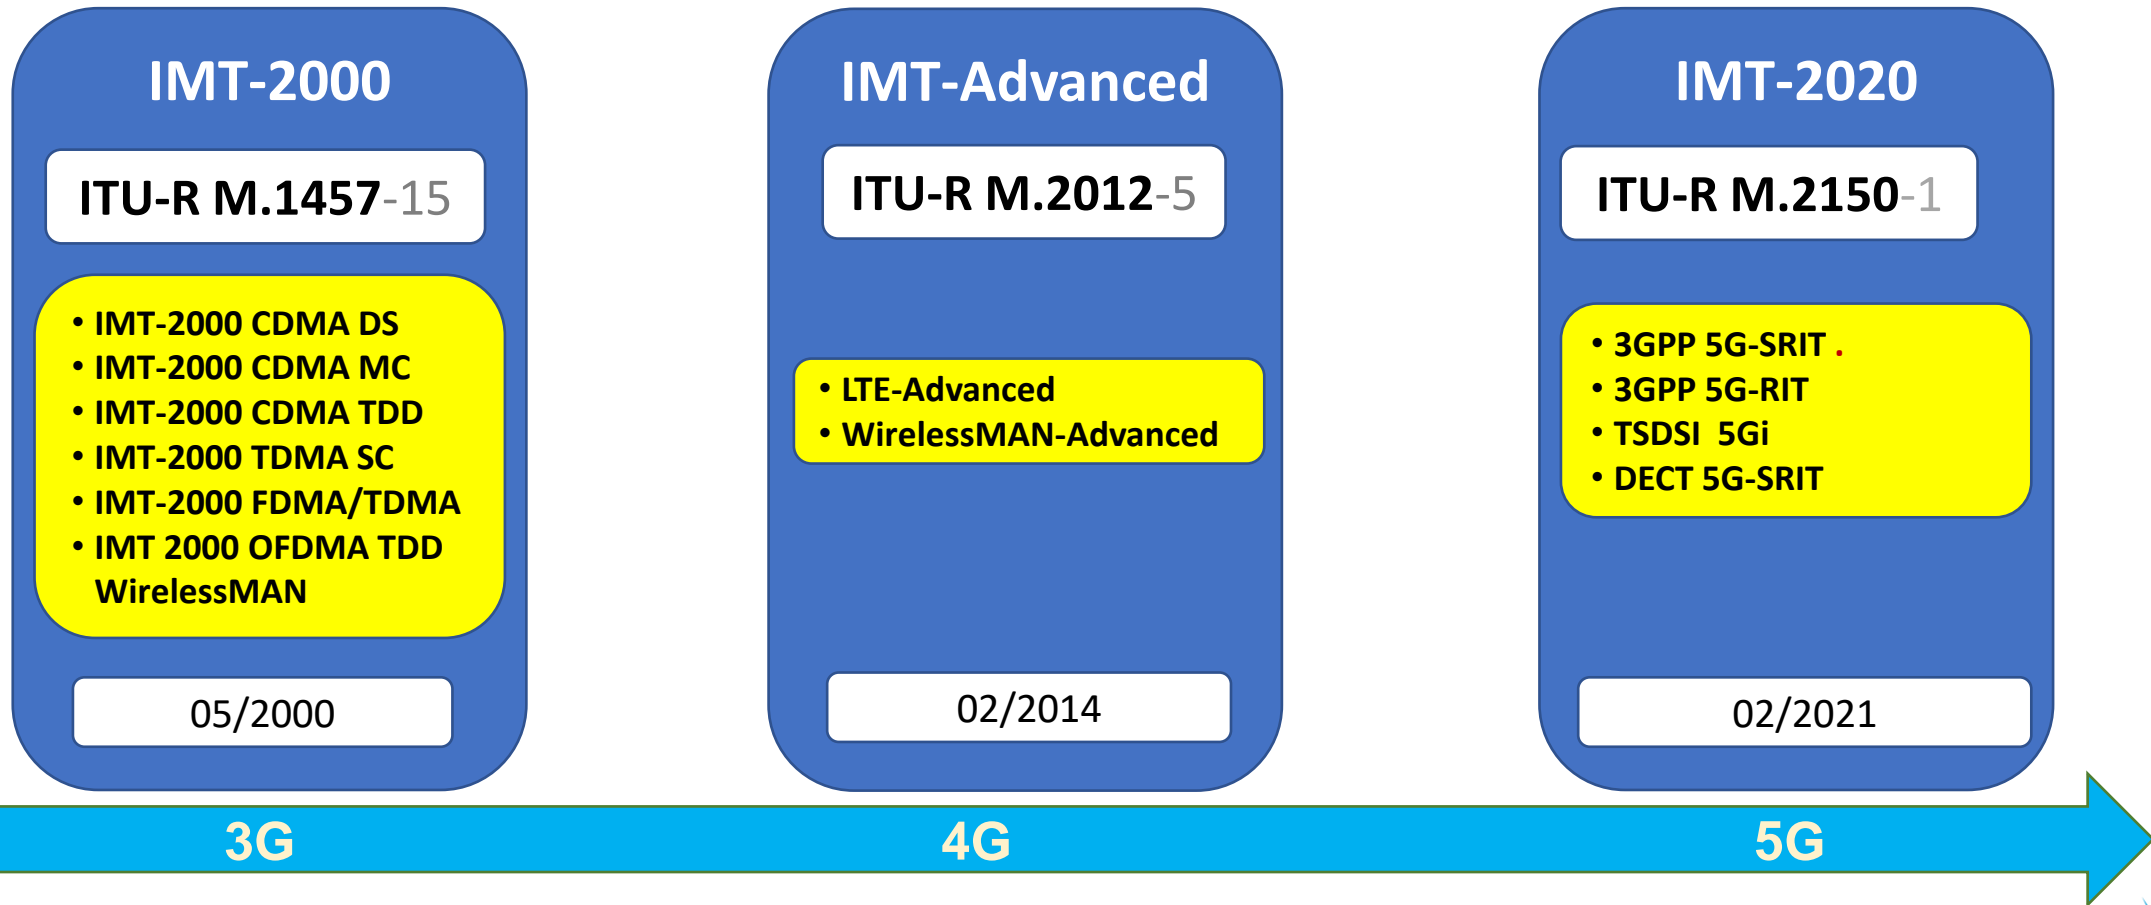 IMT-2000
ITU-R M.1457-15
• IMT-2000 CDMA DS
• IMT-2000 CDMA MC
• IMT-2000 CDMA TDD
• IMT-2000 TDMA SC
• IMT-2000 FDMA/TDMA
• IMT 2000 OFDMA TDD
WirelessMAN
05/2000
IMT-Advanced
ITU-R M.2012-5
• LTE-Advanced
• WirelessMAN-Advanced
02/2014
IMT-2020
ITU-R M.2150-1
• 3GPP 5G-SRIT .
• 3GPP 5G-RIT
• TSDSI  5Gi
• DECT 5G-SRIT
02/2021
3G
4G
5G